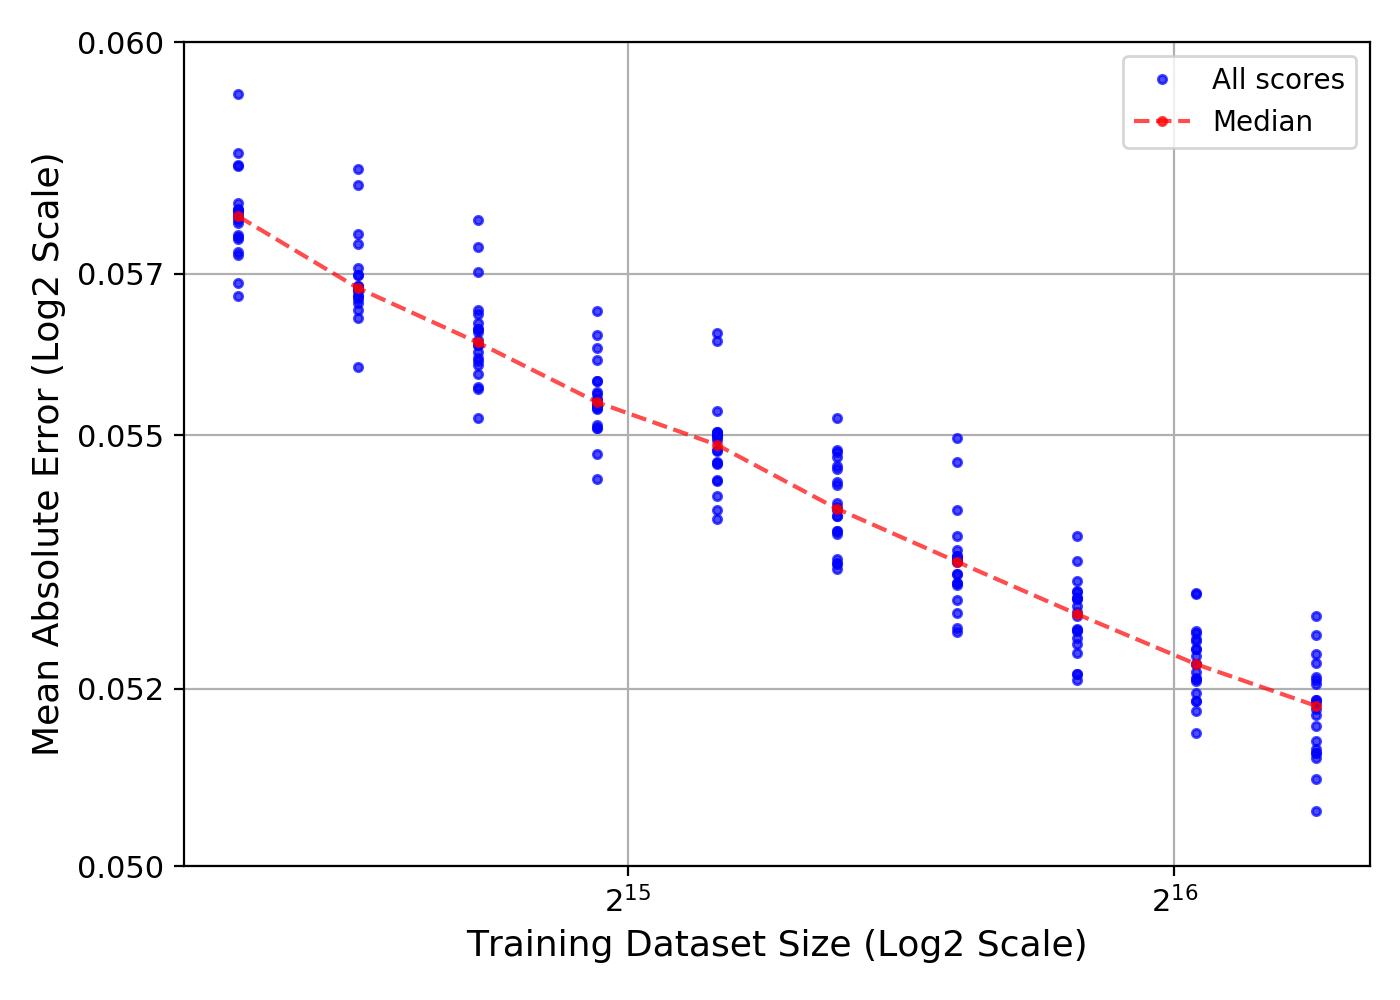 0.060
0.057
0.055
0.052
0.050
Mean Absolute Error (Log2 Scale)
All scores
Median
2^15
2^16
Training Dataset Size (Log2 Scale)